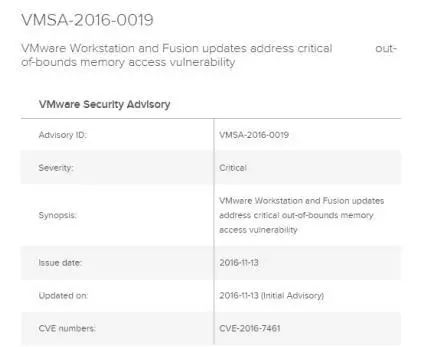 VMSA-2016-0019
VMware Workstation and Fusion updates address critical out-
of-bounds memory access vulnerability
VMware Security Advisory
Advisory ID: VMSA-2016-0019
Severity: Critical
Synopsis: VMware Workstation and Fusion updates
address critical out-of-bounds memory
access vulnerability
Issue date: 2016-11-13
Updated on: 2016-11-13 (Initial Advisory)
CVE numbers: CVE-2016-7461